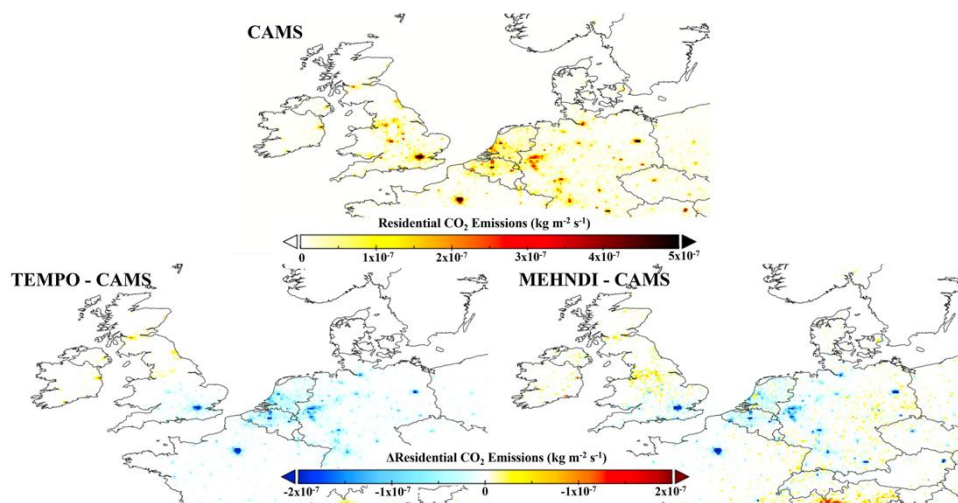 CAMS
Residential CO₂ Emissions (kg m⁻² s⁻¹)
0 1x10⁻⁷ 2x10⁻⁷ 3x10⁻⁷ 4x10⁻⁷ 5x10⁻⁷
TEMPO - CAMS MEHNDI - CAMS
ΔResidential CO₂ Emissions (kg m⁻² s⁻¹)
-2x10⁻⁷ -1x10⁻⁷ 0 -1x10⁻⁷ 2x10⁻⁷